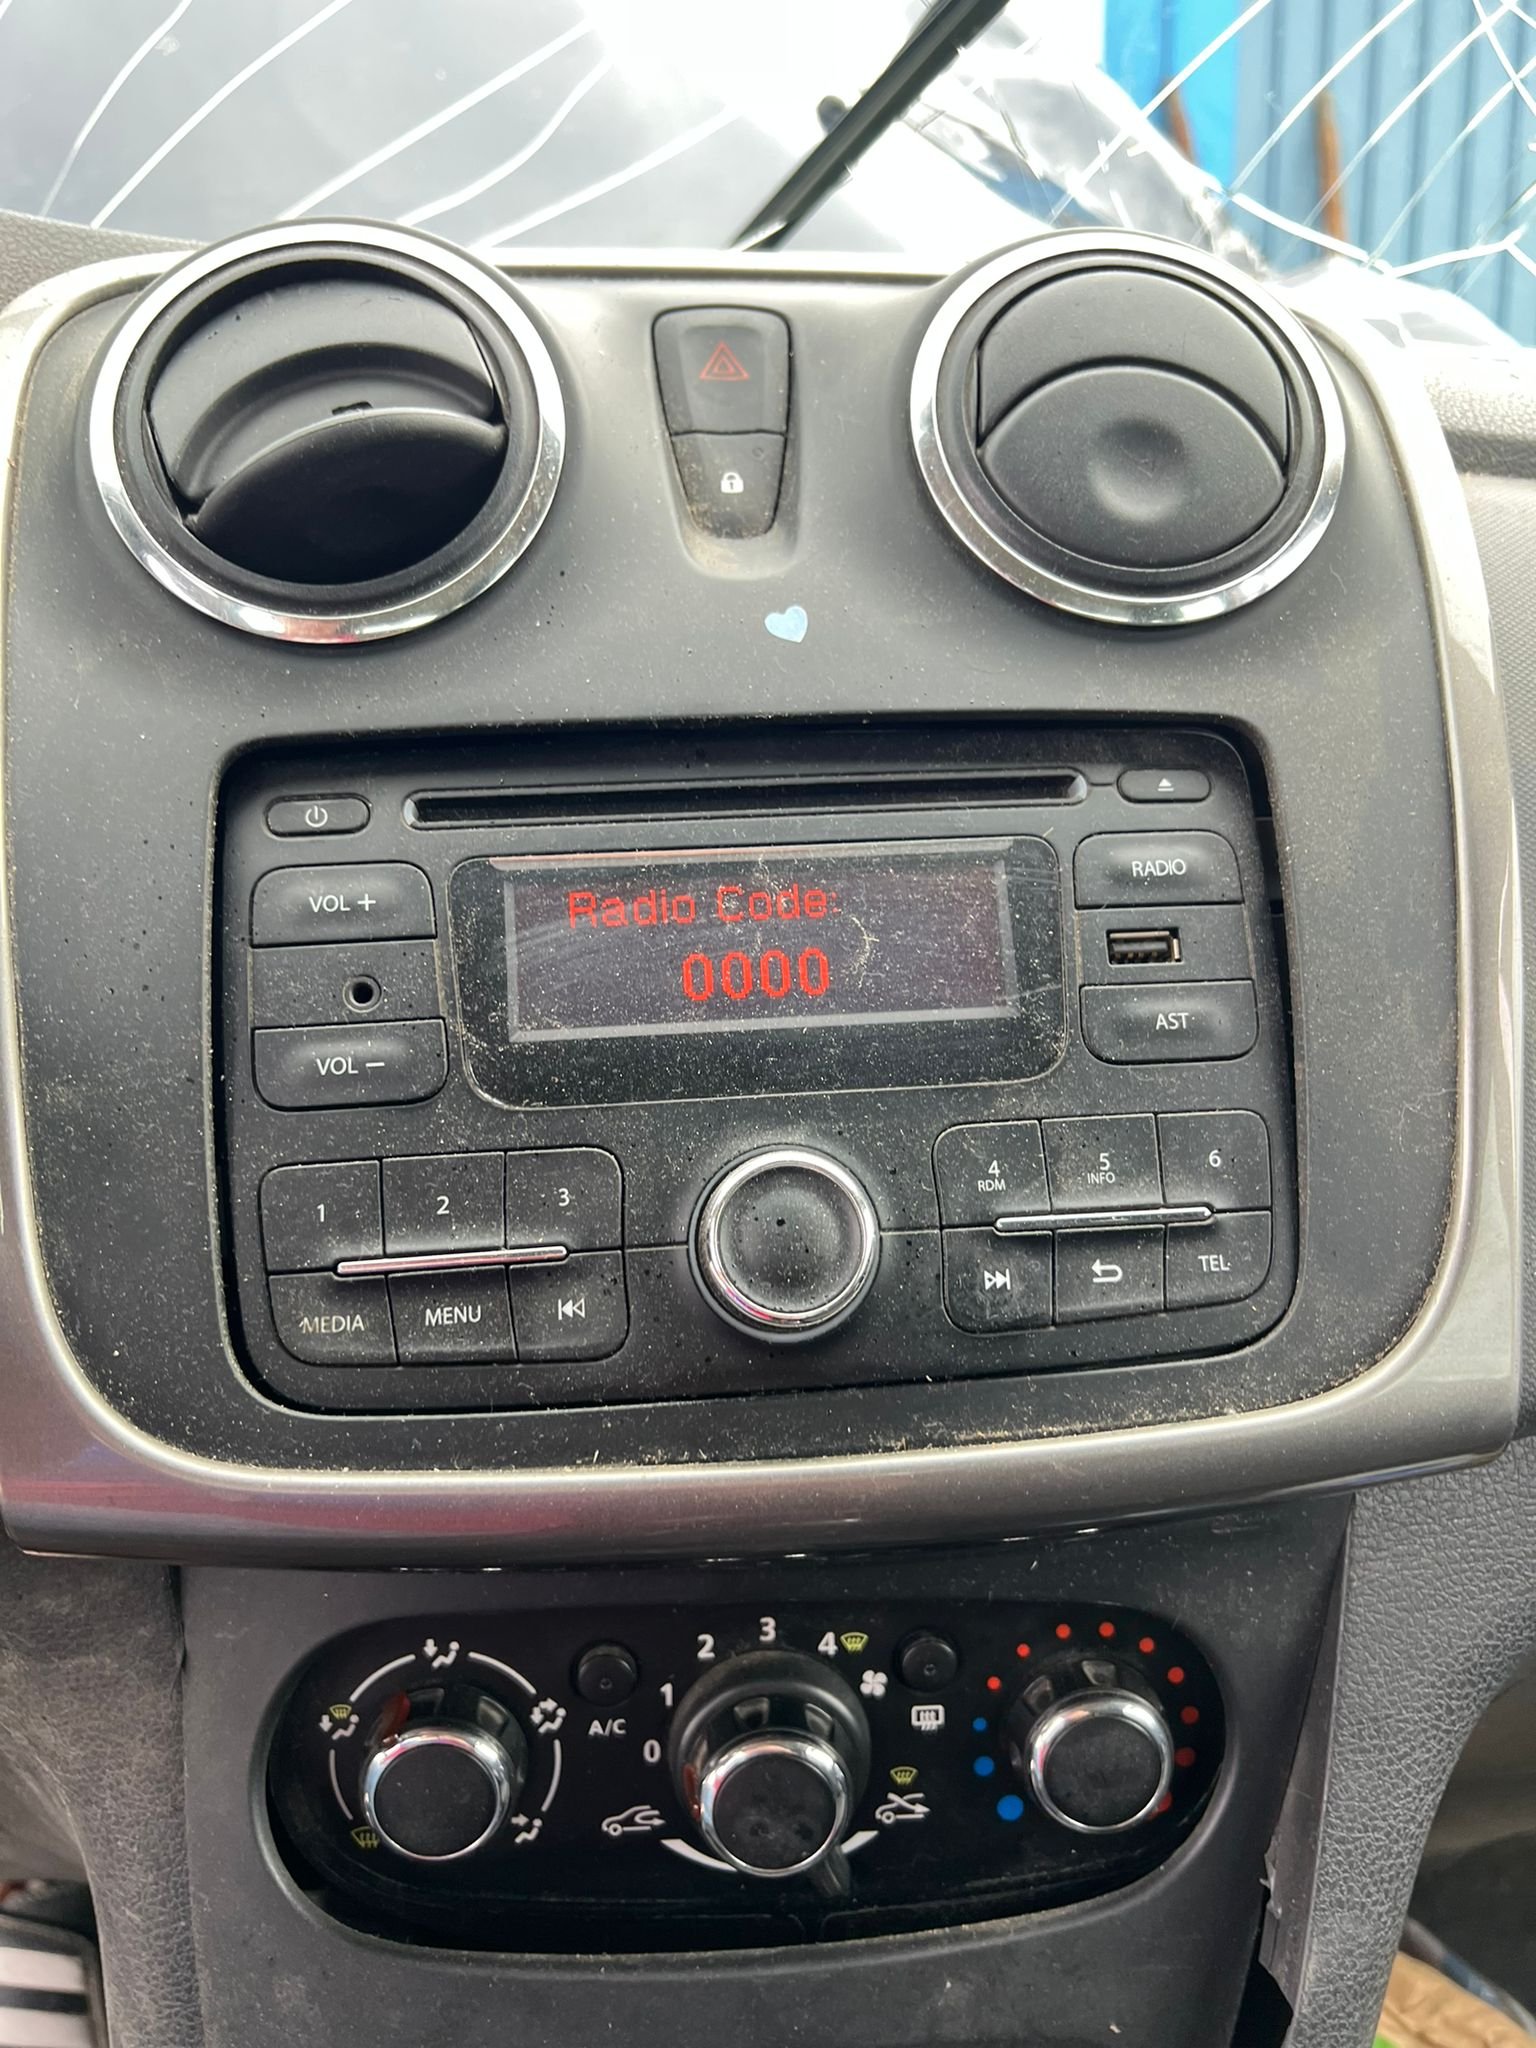 RADIO
VOL +
Radio Code:
0000
AST
VOL −
1
2
3
4
RDM
5
INFO
6
MEDIA
MENU
TEL
0
1
2
3
4
A/C